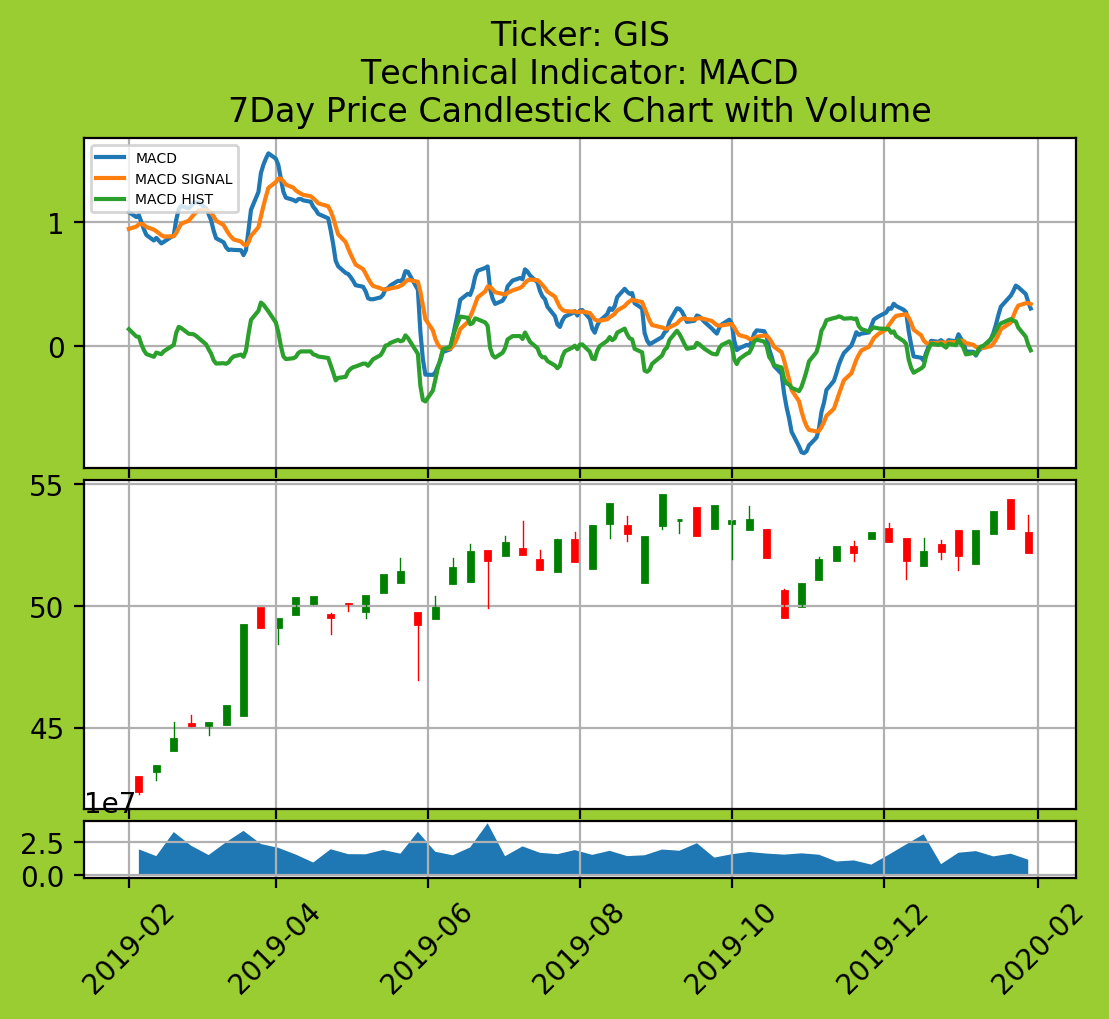 Ticker: GIS
Technical Indicator: MACD
7Day Price Candlestick Chart with Volume
MACD
MACD SIGNAL
MACD HIST
1
0
55
50
45
1e7
2.5
0.0
2019-02
2019-04
2019-06
2019-08
2019-10
2019-12
2020-02